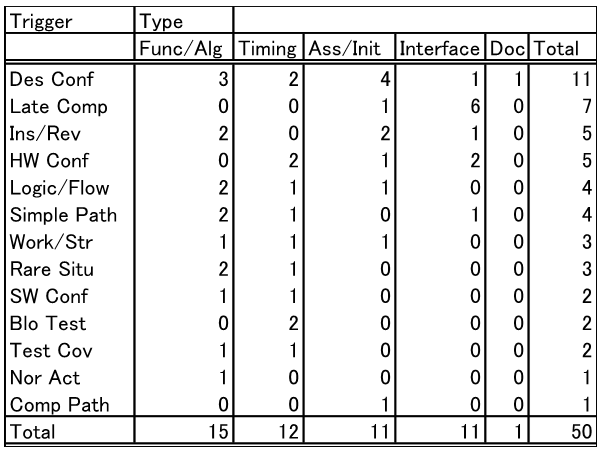 Trigger Type
Func/Alg Timing Ass/Init Interface Doc Total
Des Conf 3 2 4 1 1 11
Late Comp 0 0 1 6 0 7
Ins/Rev 2 0 2 1 0 5
HW Conf 0 2 1 2 0 5
Logic/Flow 2 1 1 0 0 4
Simple Path 2 1 0 1 0 4
Work/Str 1 1 1 0 0 3
Rare Situ 2 1 0 0 0 3
SW Conf 1 1 0 0 0 2
Blo Test 0 2 0 0 0 2
Test Cov 1 1 0 0 0 2
Nor Act 1 0 0 0 0 1
Comp Path 0 0 1 0 0 1
Total 15 12 11 11 1 50